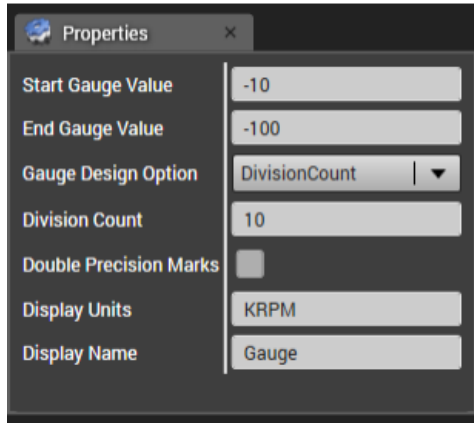 Properties
Start Gauge Value -10
End Gauge Value -100
Gauge Design Option DivisionCount
Division Count 10
Double Precision Marks
Display Units KRPM
Display Name Gauge